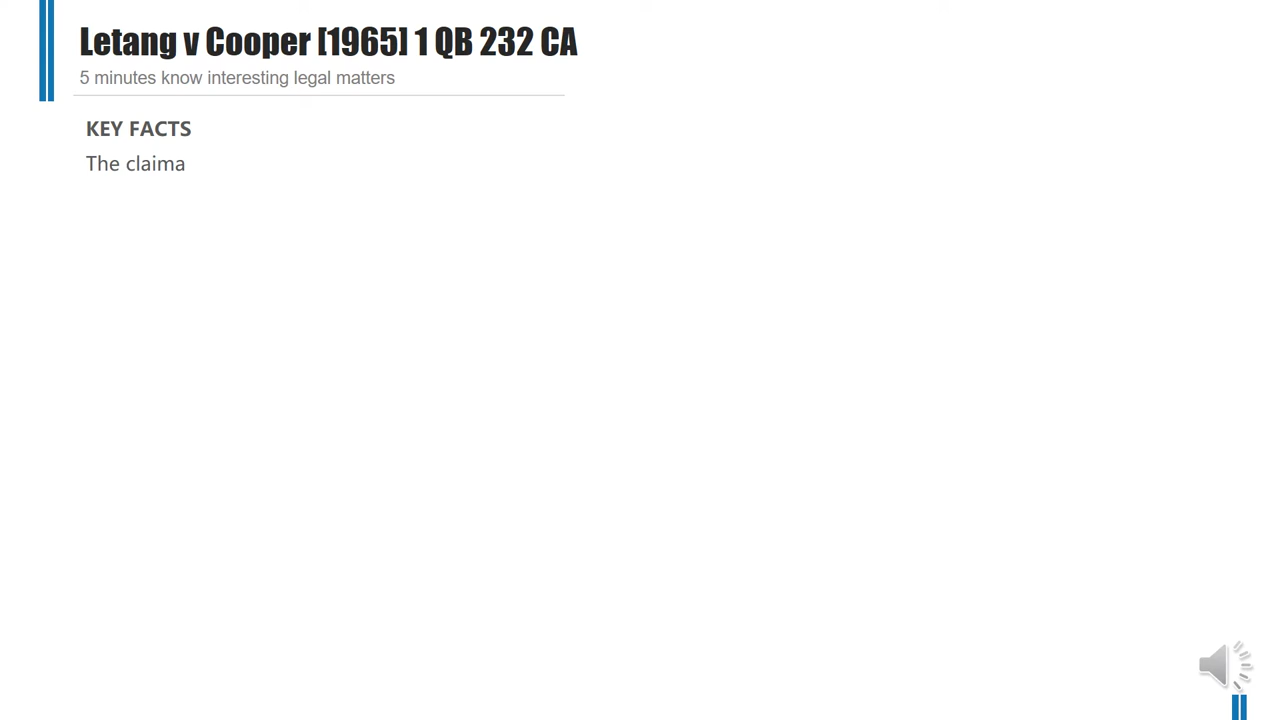 Letang v Cooper [1965] 1 QB 232 CA
5 minutes know interesting legal matters
KEY FACTS
The claima